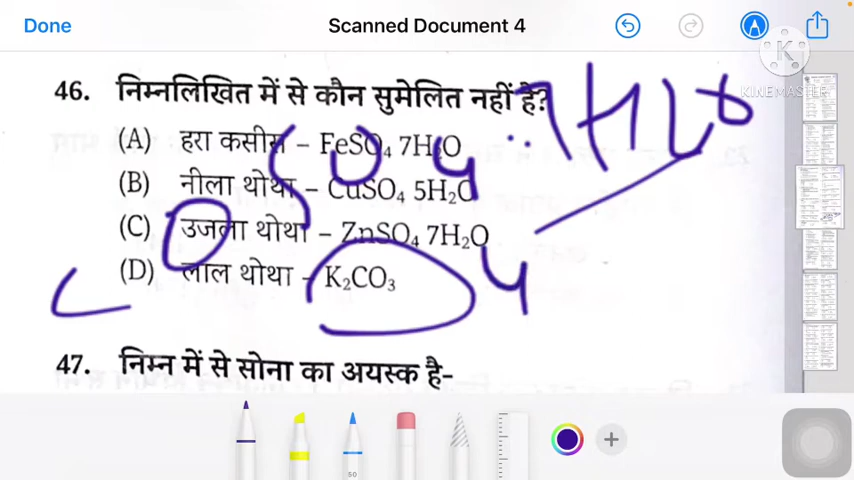 Done
Scanned Document 4
KINEMASTER
46. निम्नलिखित में से कौन सुमेलित नहीं है?
(A) हरा कसीस – FeSO₄ 7H₂O
(B) नीला थोथा – CuSO₄ 5H₂O
(C) उजला थोथा – ZnSO₄ 7H₂O
(D) लाल थोथा – K₂CO₃
47. निम्न में से सोना का अयस्क है-
50